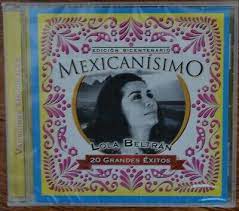 EDICIÓN BICENTENARIO
MEXICANÍSIMO
LOLA BELTRÁN
20 GRANDES ÉXITOS